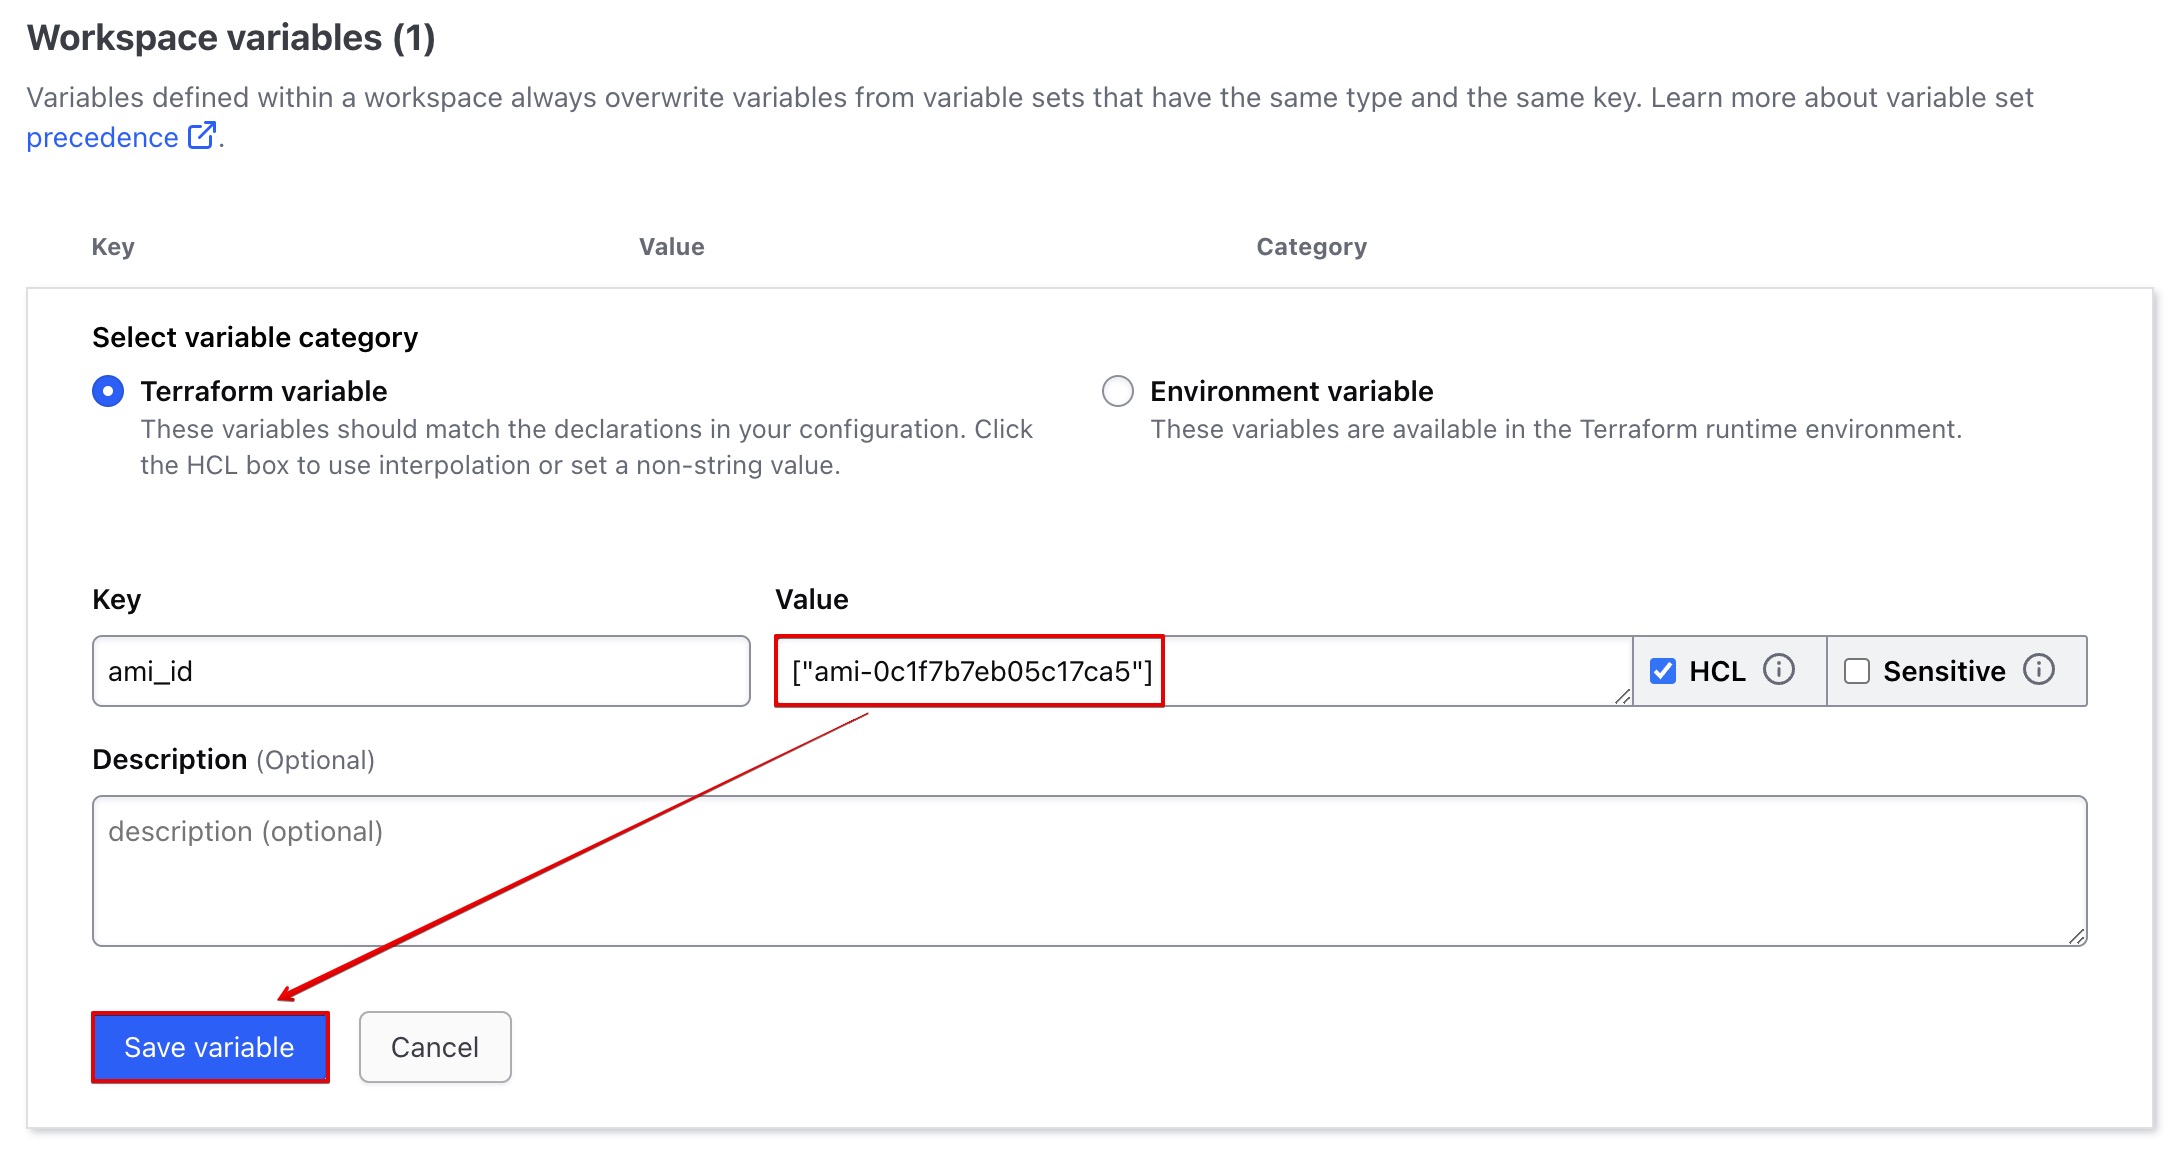 Workspace variables (1)
Variables defined within a workspace always overwrite variables from variable sets that have the same type and the same key. Learn more about variable set
precedence .
Key Value Category
Select variable category
Terraform variable
These variables should match the declarations in your configuration. Click
the HCL box to use interpolation or set a non-string value.
Environment variable
These variables are available in the Terraform runtime environment.
Key
ami_id
Value
["ami-0c1f7b7eb05c17ca5"]
HCL
Sensitive
Description (Optional)
description (optional)
Save variable
Cancel